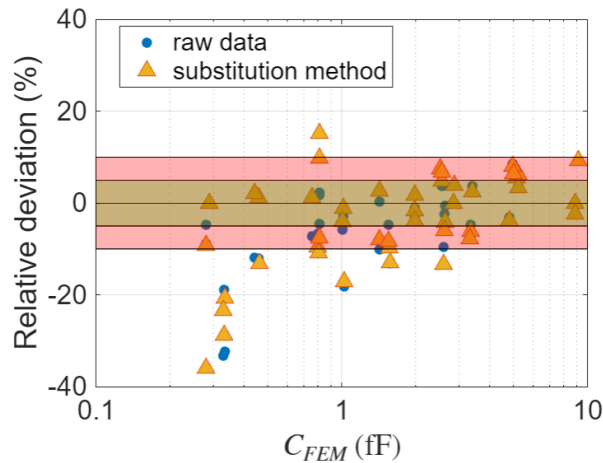 40
20
0
-20
-40
Relative deviation (%)
raw data
substitution method
0.1
1
10
C_FEM (fF)